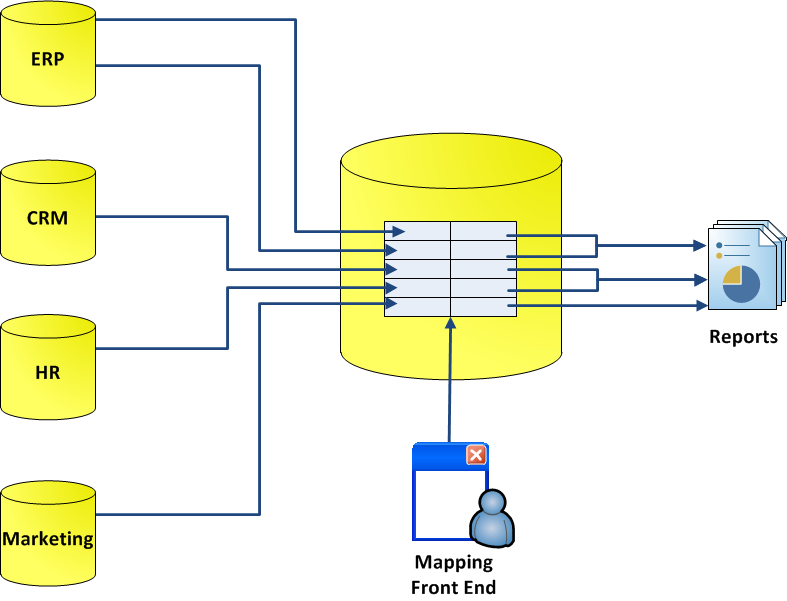 ERP
CRM
HR
Marketing
Mapping
Front End
Reports